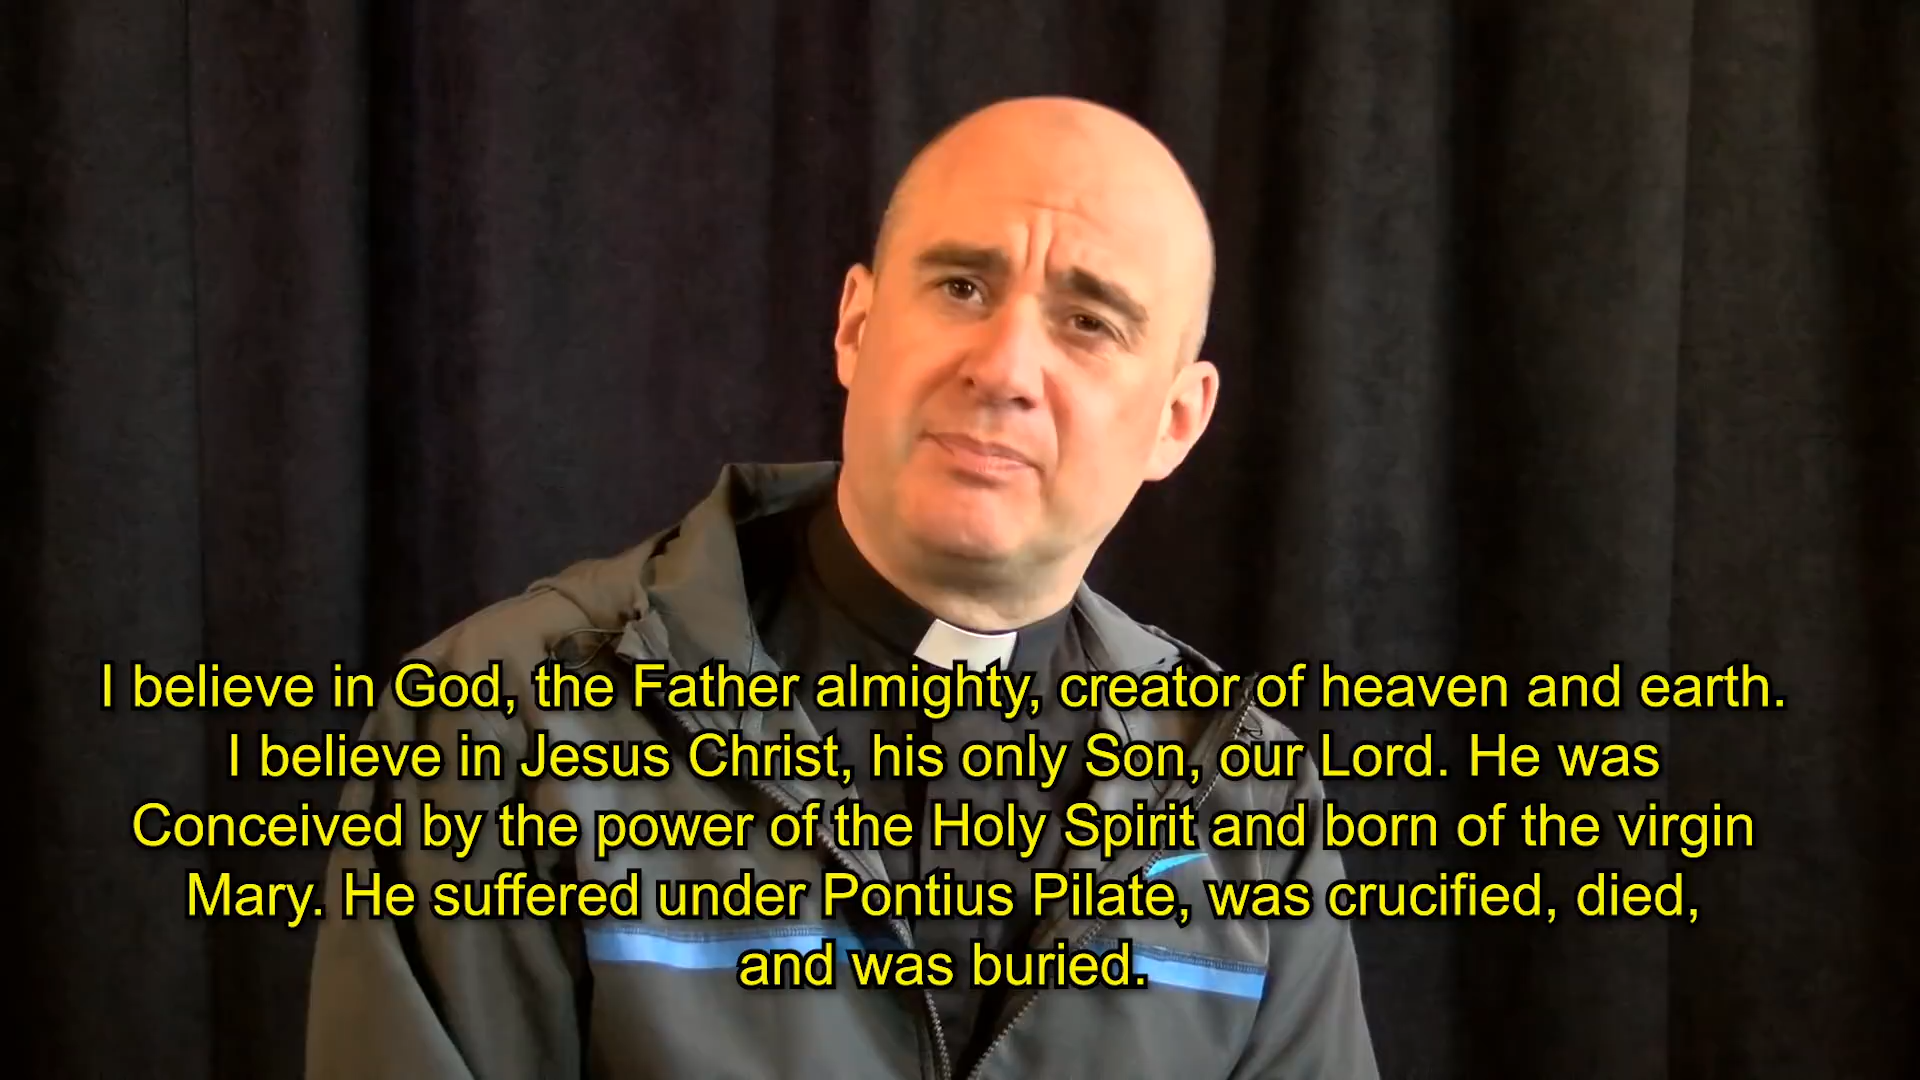 I believe in God, the Father almighty, creator of heaven and earth.
I believe in Jesus Christ, his only Son, our Lord. He was
Conceived by the power of the Holy Spirit and born of the virgin
Mary. He suffered under Pontius Pilate, was crucified, died,
and was buried.